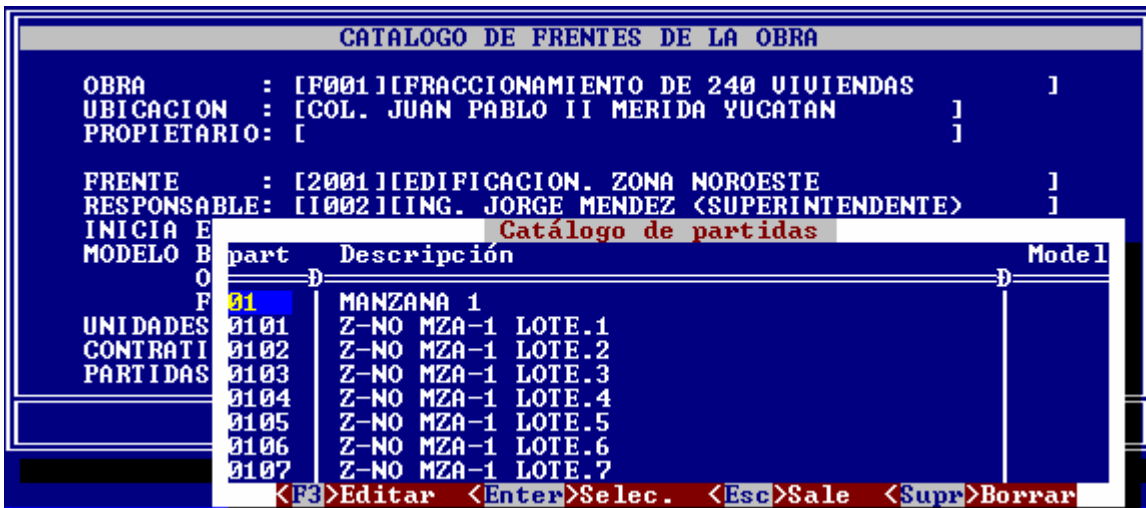 CATALOGO DE FRENTES DE LA OBRA
OBRA : [F001][FRACCIONAMIENTO DE 240 VIVIENDAS ]
UBICACION : [COL. JUAN PABLO II MERIDA YUCATAN ]
PROPIETARIO: [ ]
FRENTE : [2001][EDIFICACION. ZONA NOROESTE ]
RESPONSABLE: [I002][ING. JORGE MENDEZ <SUPERINTENDENTE> ]
INICIA E
MODELO B
O
F
UNIDADES
CONTRATI
PARTIDAS
Catálogo de partidas
part Descripción Model
01 MANZANA 1
0101 Z-NO MZA-1 LOTE.1
0102 Z-NO MZA-1 LOTE.2
0103 Z-NO MZA-1 LOTE.3
0104 Z-NO MZA-1 LOTE.4
0105 Z-NO MZA-1 LOTE.5
0106 Z-NO MZA-1 LOTE.6
0107 Z-NO MZA-1 LOTE.7
<F3>Editar <Enter>Selec. <Esc>Sale <Supr>Borrar